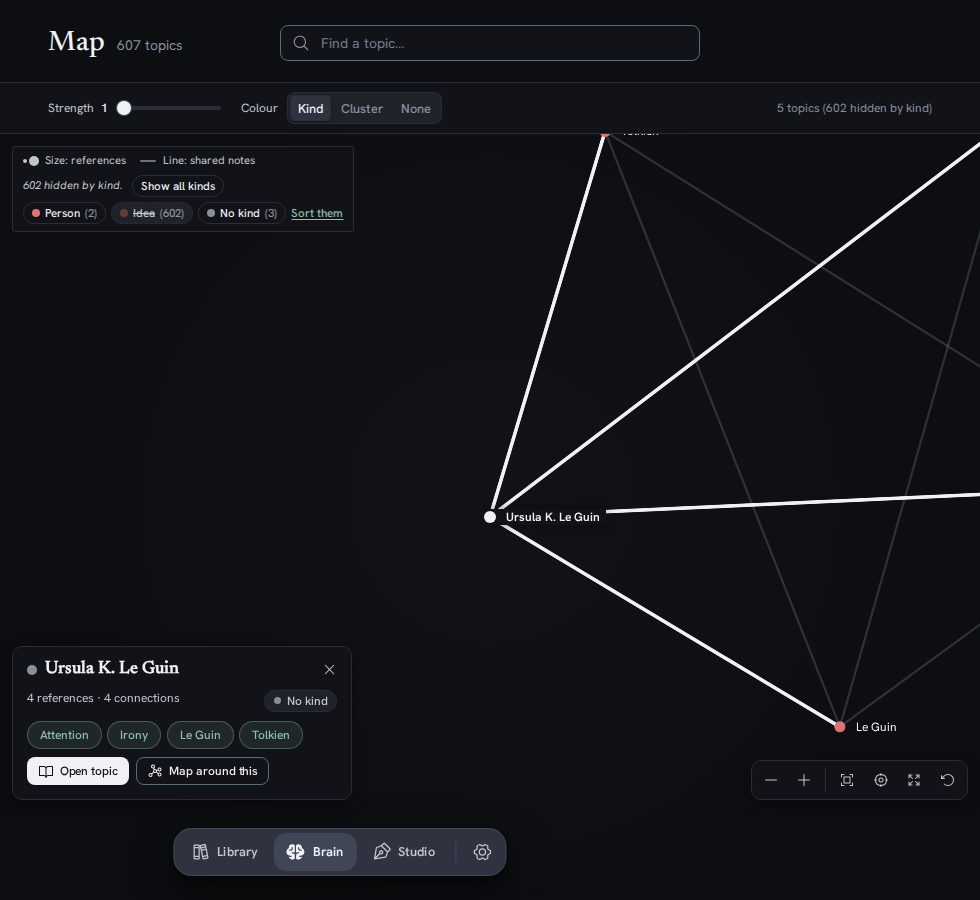 Map 607 topics
Find a topic...
Strength 1
Colour Kind Cluster None
5 topics (602 hidden by kind)
Size: references Line: shared notes
602 hidden by kind. Show all kinds
Person (2) Idea (602) No kind (3) Sort them
Tolkien
Ursula K. Le Guin
Le Guin
Ursula K. Le Guin
4 references · 4 connections
No kind
Attention Irony Le Guin Tolkien
Open topic Map around this
Library Brain Studio